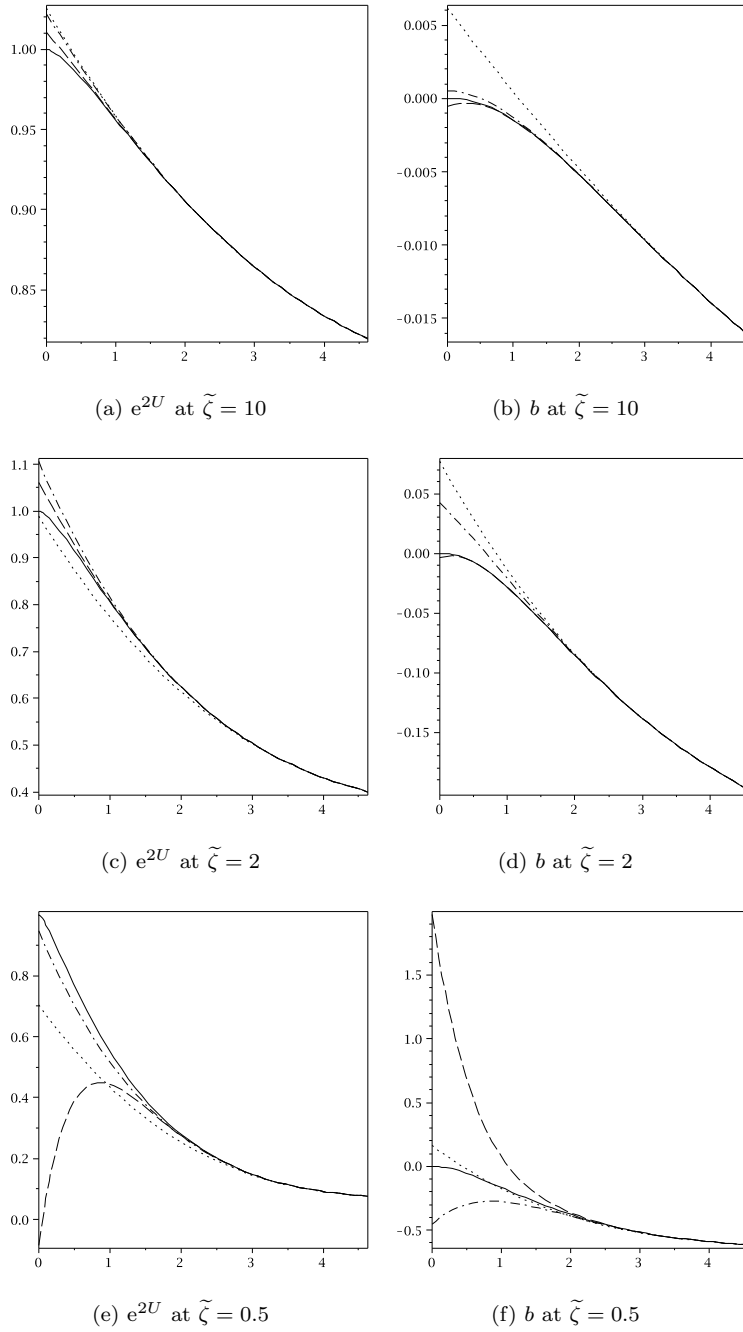 1.00
0.95
0.90
0.85
0 1 2 3 4
0.005
0.000
-0.005
-0.010
-0.015
0 1 2 3 4
(a) e^{2U} at ζ̃ = 10
(b) b at ζ̃ = 10
1.1
1.0
0.9
0.8
0.7
0.6
0.5
0.4
0 1 2 3 4
0.05
0.00
-0.05
-0.10
-0.15
0 1 2 3 4
(c) e^{2U} at ζ̃ = 2
(d) b at ζ̃ = 2
0.8
0.6
0.4
0.2
0.0
0 1 2 3 4
1.5
1.0
0.5
0.0
-0.5
0 1 2 3 4
(e) e^{2U} at ζ̃ = 0.5
(f) b at ζ̃ = 0.5